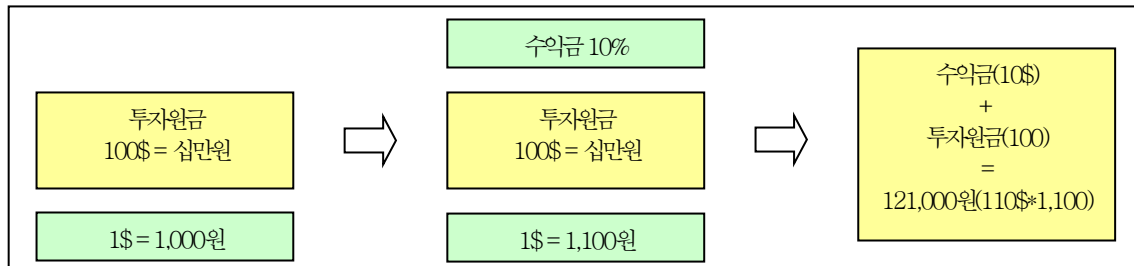 투자원금
100$ = 십만원
1$ = 1,000원
수익금 10%
투자원금
100$ = 십만원
1$ = 1,100원
수익금(10$)
+
투자원금(100)
=
121,000원(110$*1,100)